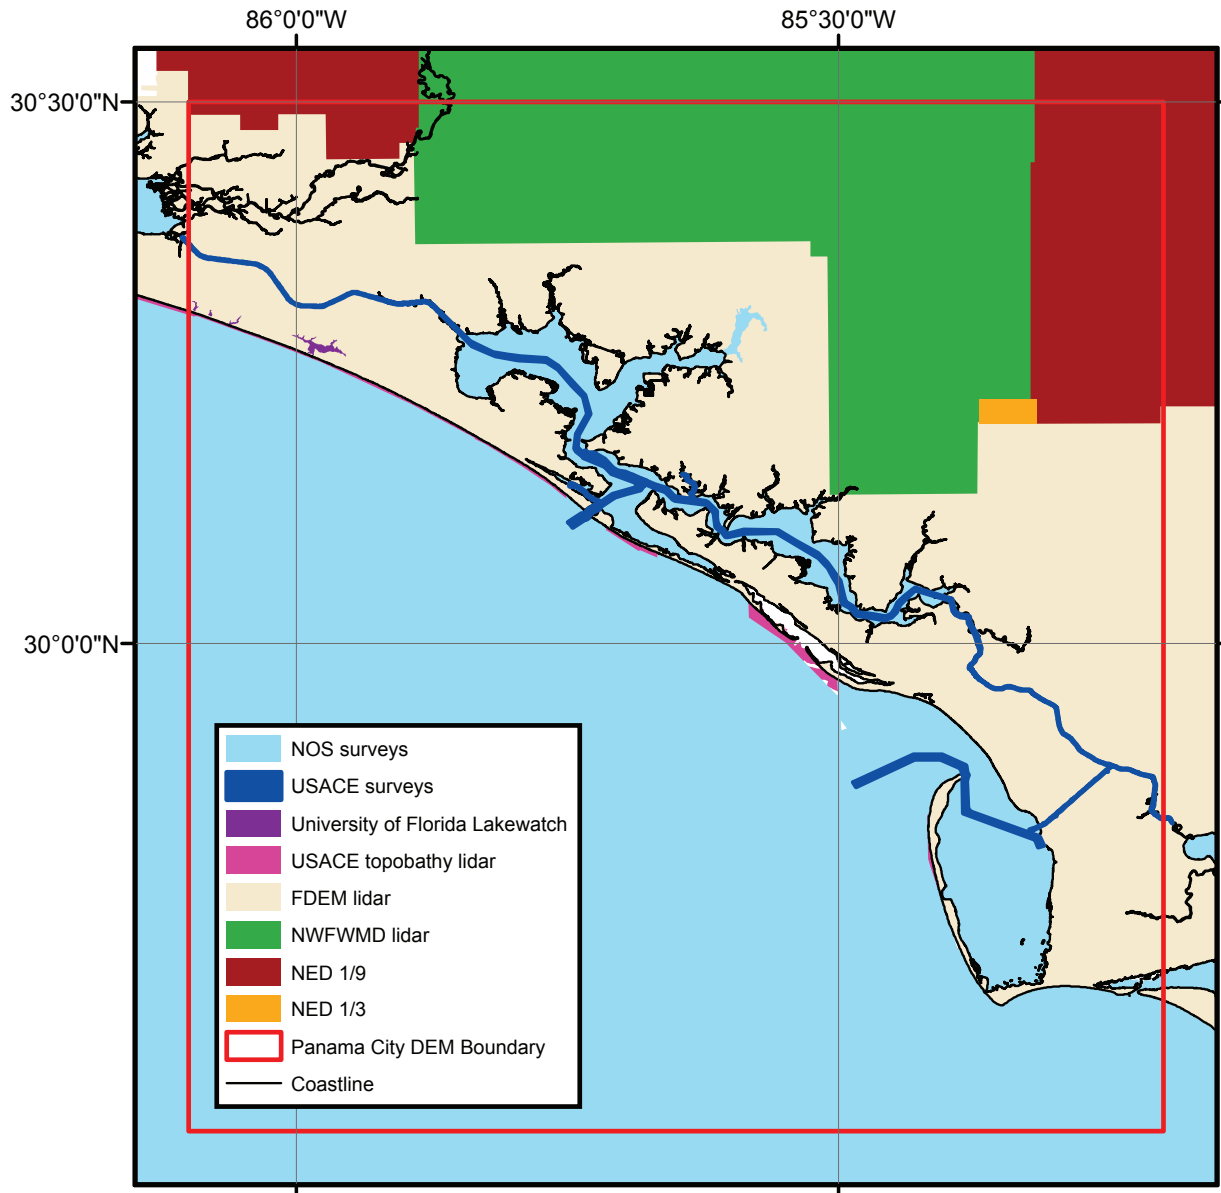 86°0'0"W
85°30'0"W
30°30'0"N
30°0'0"N
NOS surveys
USACE surveys
University of Florida Lakewatch
USACE topobathy lidar
FDEM lidar
NWFWMD lidar
NED 1/9
NED 1/3
Panama City DEM Boundary
Coastline